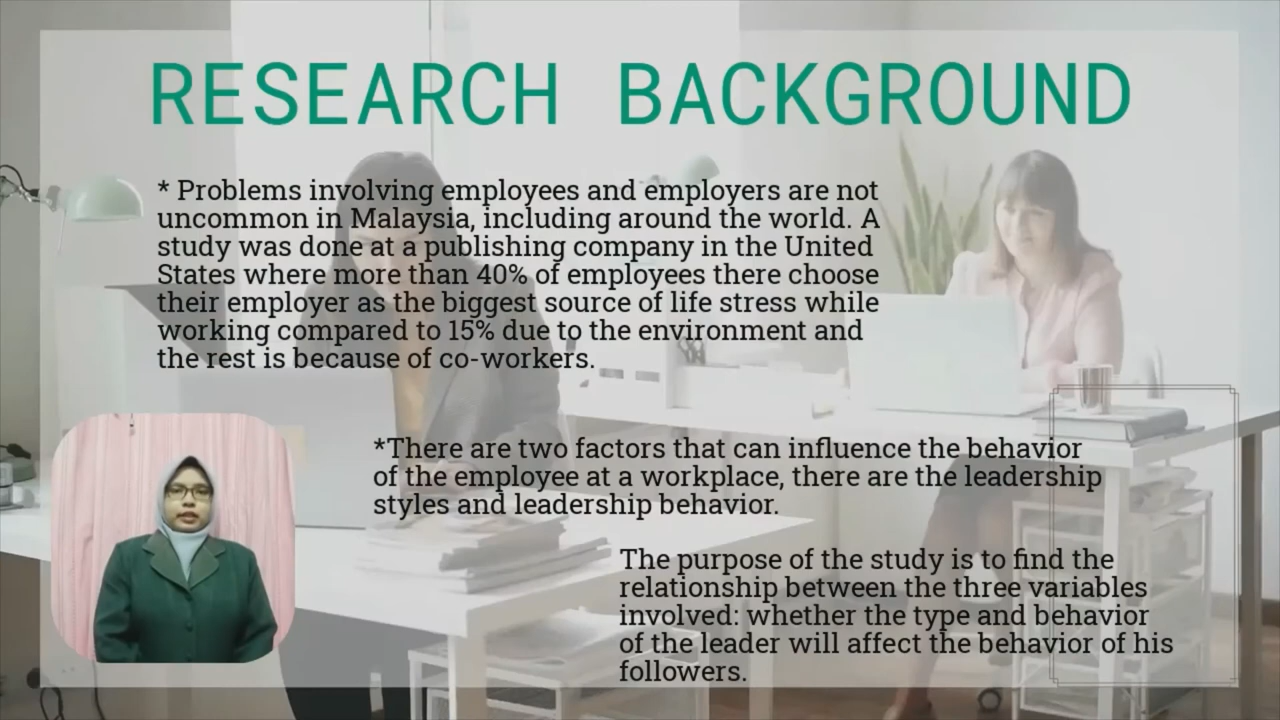 RESEARCH BACKGROUND
* Problems involving employees and employers are not
uncommon in Malaysia, including around the world. A
study was done at a publishing company in the United
States where more than 40% of employees there choose
their employer as the biggest source of life stress while
working compared to 15% due to the environment and
the rest is because of co-workers.
*There are two factors that can influence the behavior
of the employee at a workplace, there are the leadership
styles and leadership behavior.
The purpose of the study is to find the
relationship between the three variables
involved: whether the type and behavior
of the leader will affect the behavior of his
followers.